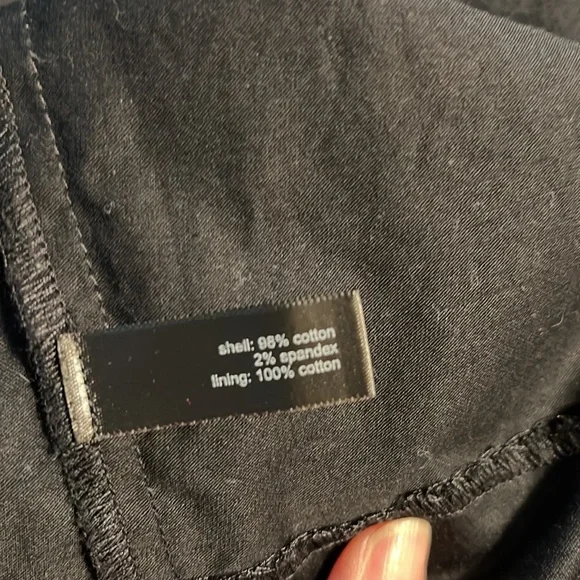 shell: 98% cotton
2% spandex
lining: 100% cotton